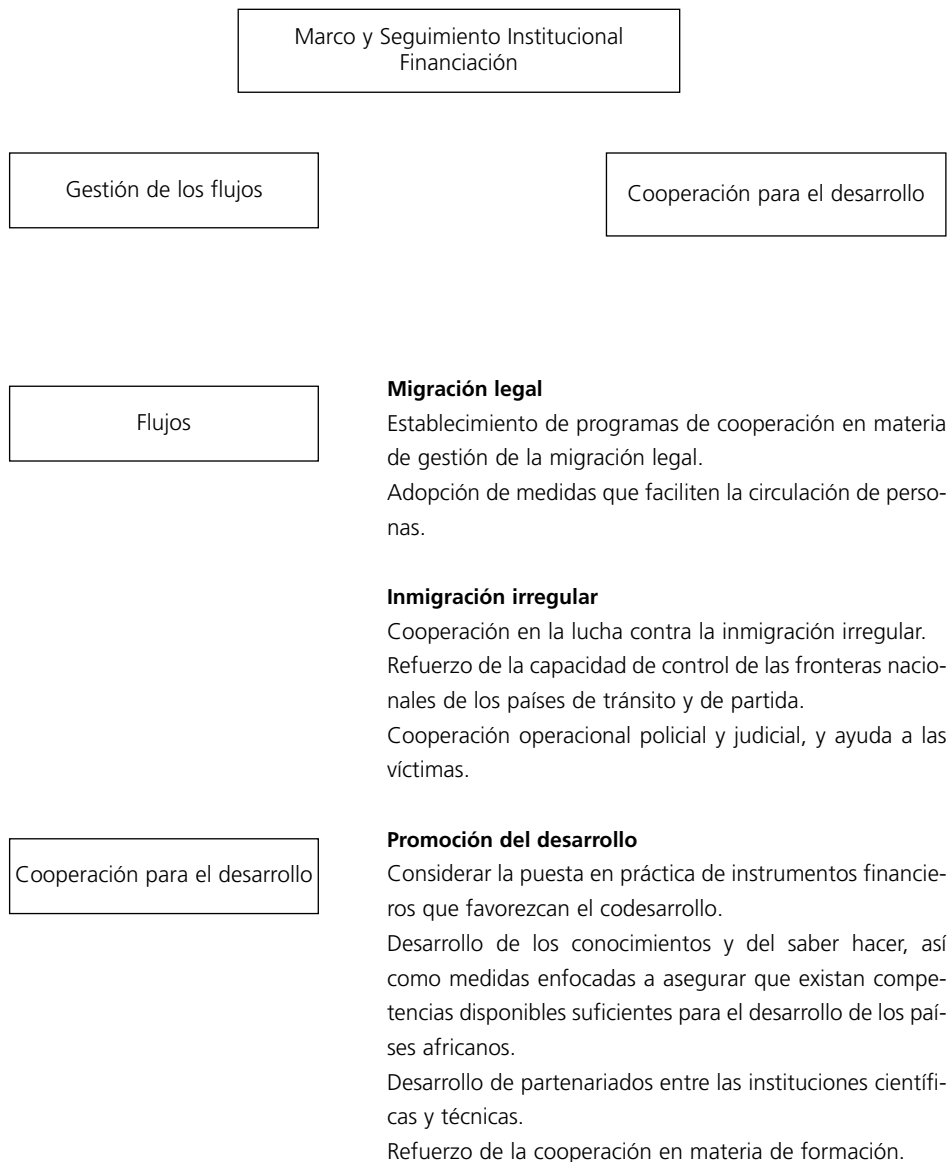 Marco y Seguimiento Institucional
Financiación
Gestión de los flujos
Cooperación para el desarrollo
Flujos
Migración legal
Establecimiento de programas de cooperación en materia
de gestión de la migración legal.
Adopción de medidas que faciliten la circulación de perso-
nas.
Inmigración irregular
Cooperación en la lucha contra la inmigración irregular.
Refuerzo de la capacidad de control de las fronteras nacio-
nales de los países de tránsito y de partida.
Cooperación operacional policial y judicial, y ayuda a las
víctimas.
Cooperación para el desarrollo
Promoción del desarrollo
Considerar la puesta en práctica de instrumentos financie-
ros que favorezcan el codesarrollo.
Desarrollo de los conocimientos y del saber hacer, así
como medidas enfocadas a asegurar que existan compe-
tencias disponibles suficientes para el desarrollo de los paí-
ses africanos.
Desarrollo de partenariados entre las instituciones científi-
cas y técnicas.
Refuerzo de la cooperación en materia de formación.